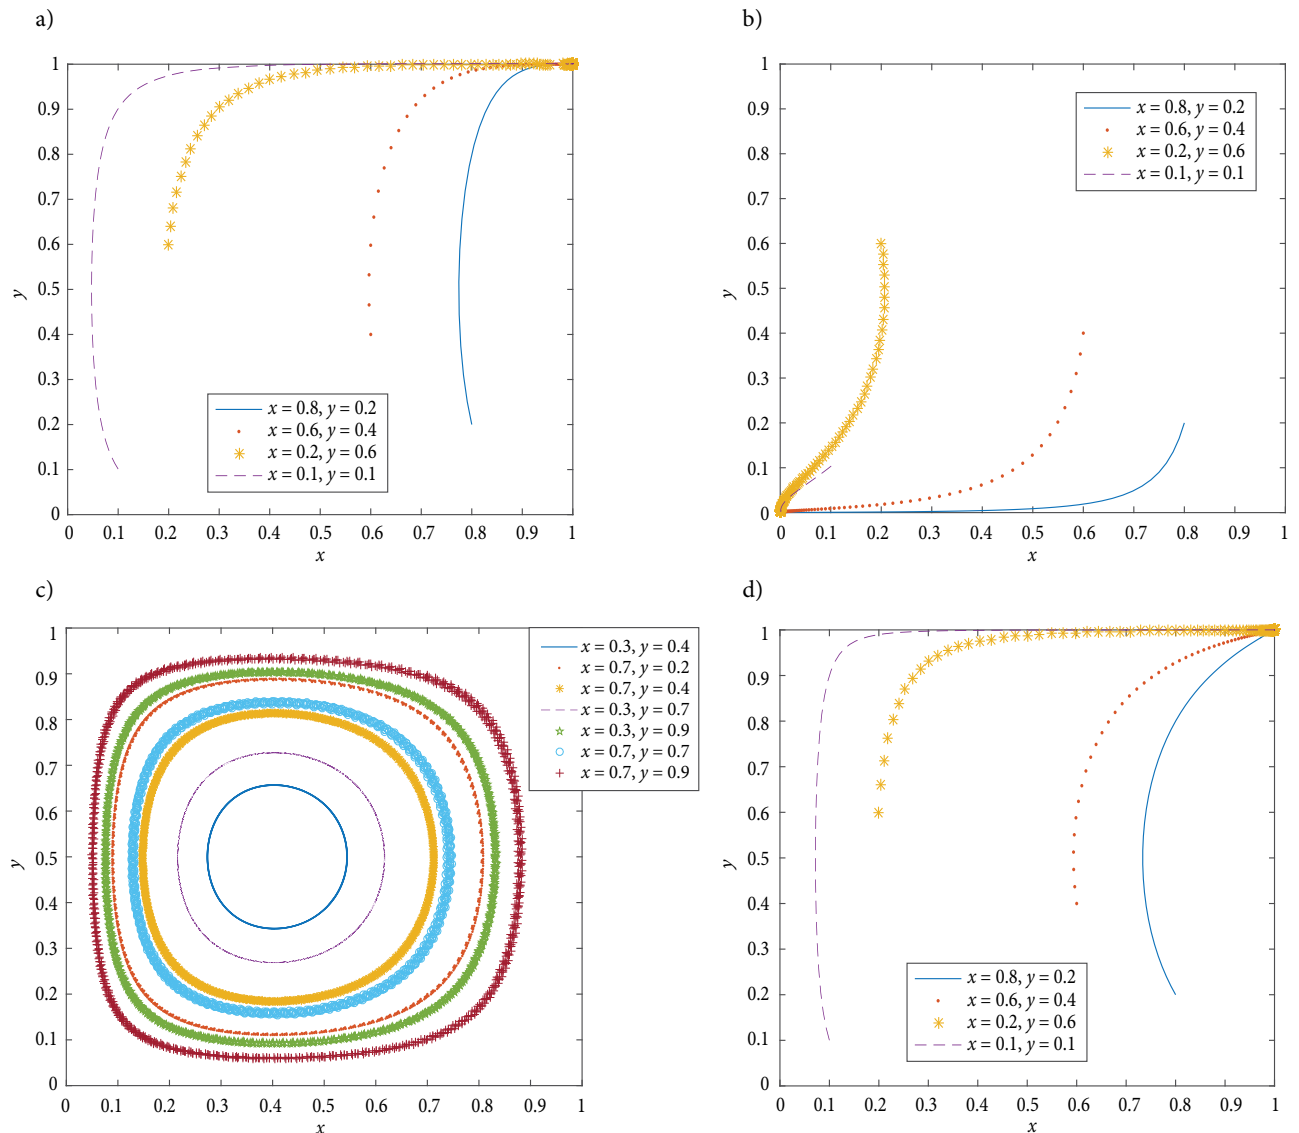 a)
1
0.9
0.8
0.7
0.6
0.5
0.4
0.3
0.2
0.1
0
y
x = 0.8, y = 0.2
x = 0.6, y = 0.4
x = 0.2, y = 0.6
x = 0.1, y = 0.1
0 0.1 0.2 0.3 0.4 0.5 0.6 0.7 0.8 0.9 1
x
b)
1
0.9
0.8
0.7
0.6
0.5
0.4
0.3
0.2
0.1
0
y
x = 0.8, y = 0.2
x = 0.6, y = 0.4
x = 0.2, y = 0.6
x = 0.1, y = 0.1
0.1 0.2 0.3 0.4 0.5 0.6 0.7 0.8 0.9 1
x
c)
1
0.9
0.8
0.7
0.6
0.5
0.4
0.3
0.2
0.1
0
y
x = 0.3, y = 0.4
x = 0.7, y = 0.2
x = 0.7, y = 0.4
x = 0.3, y = 0.7
x = 0.3, y = 0.9
x = 0.7, y = 0.7
x = 0.7, y = 0.9
0 0.1 0.2 0.3 0.4 0.5 0.6 0.7 0.8 0.9 1
x
d)
1
0.9
0.8
0.7
0.6
0.5
0.4
0.3
0.2
0.1
0
y
x = 0.8, y = 0.2
x = 0.6, y = 0.4
x = 0.2, y = 0.6
x = 0.1, y = 0.1
0 0.1 0.2 0.3 0.4 0.5 0.6 0.7 0.8 0.9 1
x